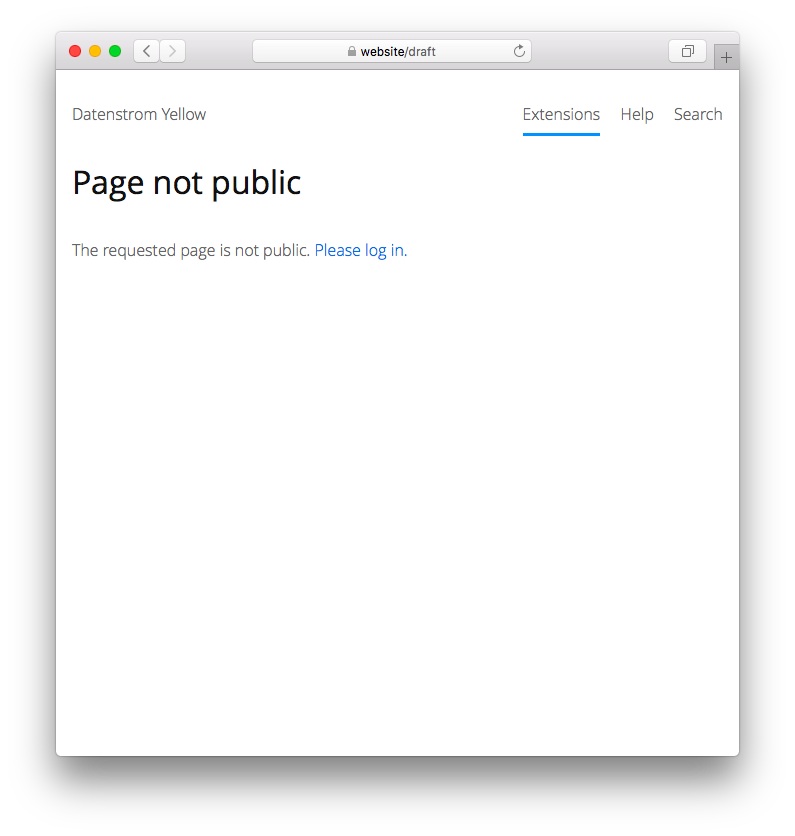 website/draft
Datenstrom Yellow Extensions Help Search
Page not public
The requested page is not public. Please log in.